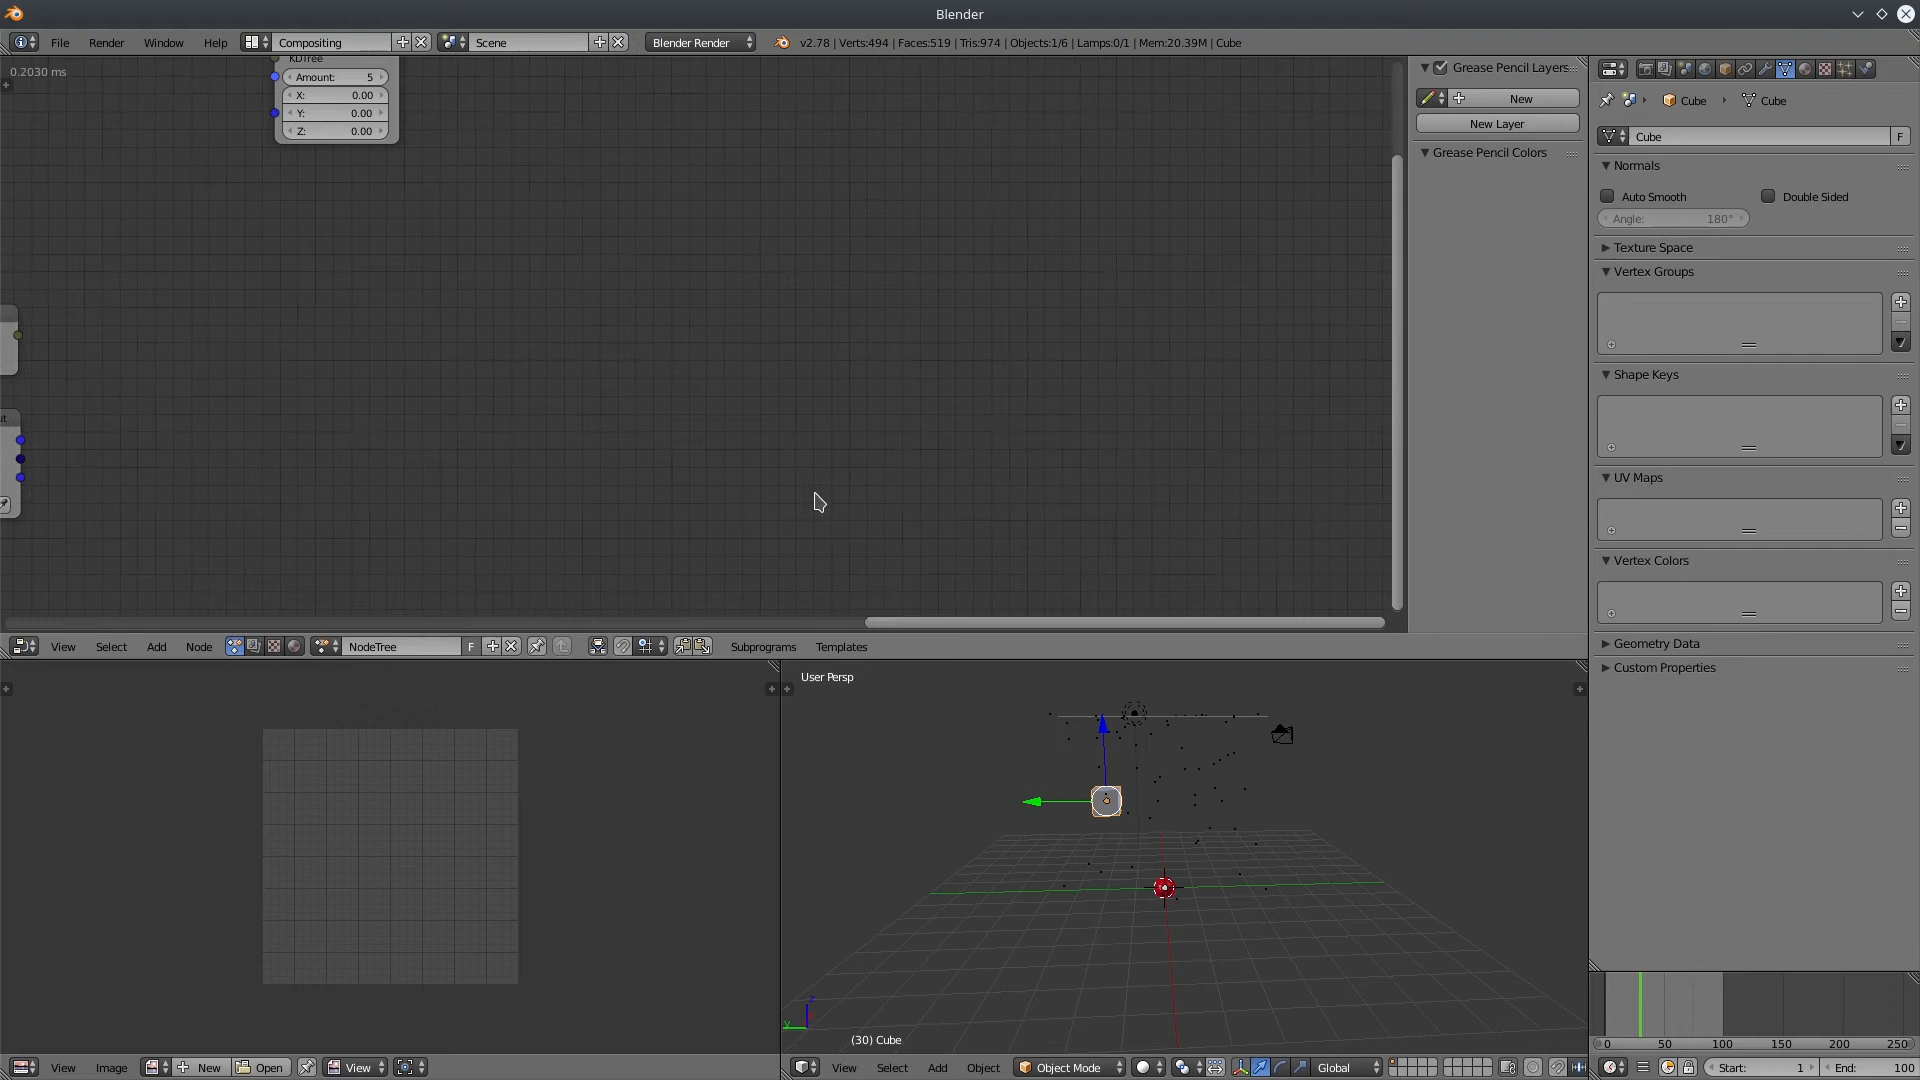 Blender
File Render Window Help Compositing Scene Blender Render v2.78 | Verts:494 | Faces:519 | Tris:974 | Objects:1/6 | Lamps:0/1 | Mem:20.39M | Cube
0.2030 ms
KDTree
Amount: 5
X: 0.00
Y: 0.00
Z: 0.00
ut
Grease Pencil Layers
New
New Layer
Grease Pencil Colors
Cube Cube
Cube F
Normals
Auto Smooth Double Sided
Angle: 180°
Texture Space
Vertex Groups
Shape Keys
UV Maps
Vertex Colors
Geometry Data
Custom Properties
View Select Add Node NodeTree F Subprograms Templates
User Persp
z
y
(30) Cube
0 50 100 150 200 250
View Image New Open View
View Select Add Object Object Mode Global
Start: 1 End: 100